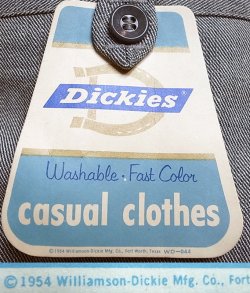 Dickies®
Washable · Fast Color
casual clothes
© 1954 Williamson-Dickie Mfg. Co., Fort Worth, Texas WD-044
© 1954 Williamson-Dickie Mfg. Co., For